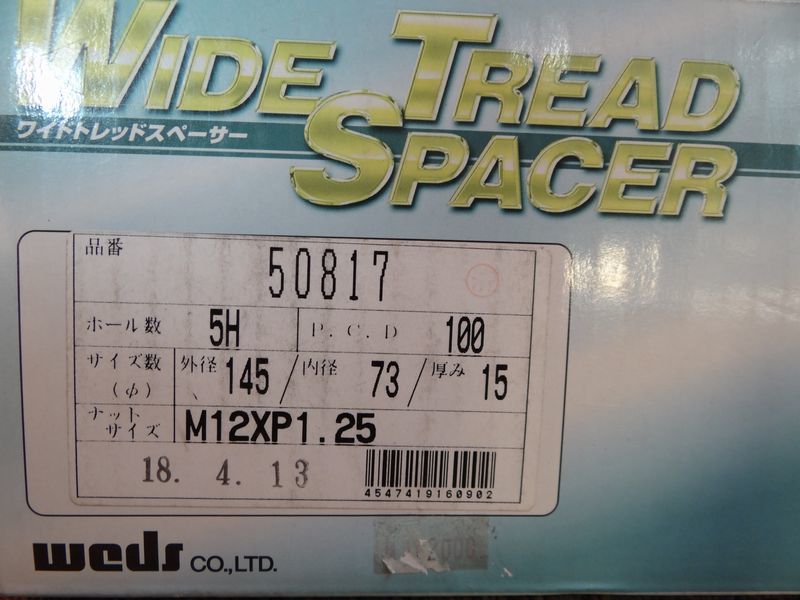 WIDE TREAD
ワイドトレッドスペーサー SPACER
品番 50817
ホール数 5H P.C.D 100
サイズ数(φ) 外径 145 / 内径 73 / 厚み 15
ナットサイズ M12XP1.25
18. 4. 13
4547419160902
weds CO.,LTD.